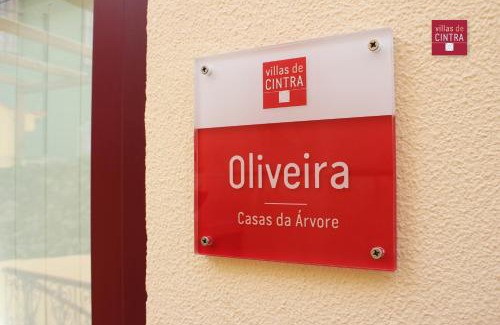 villas de
CINTRA
villas de
CINTRA
Oliveira
Casas da Árvore